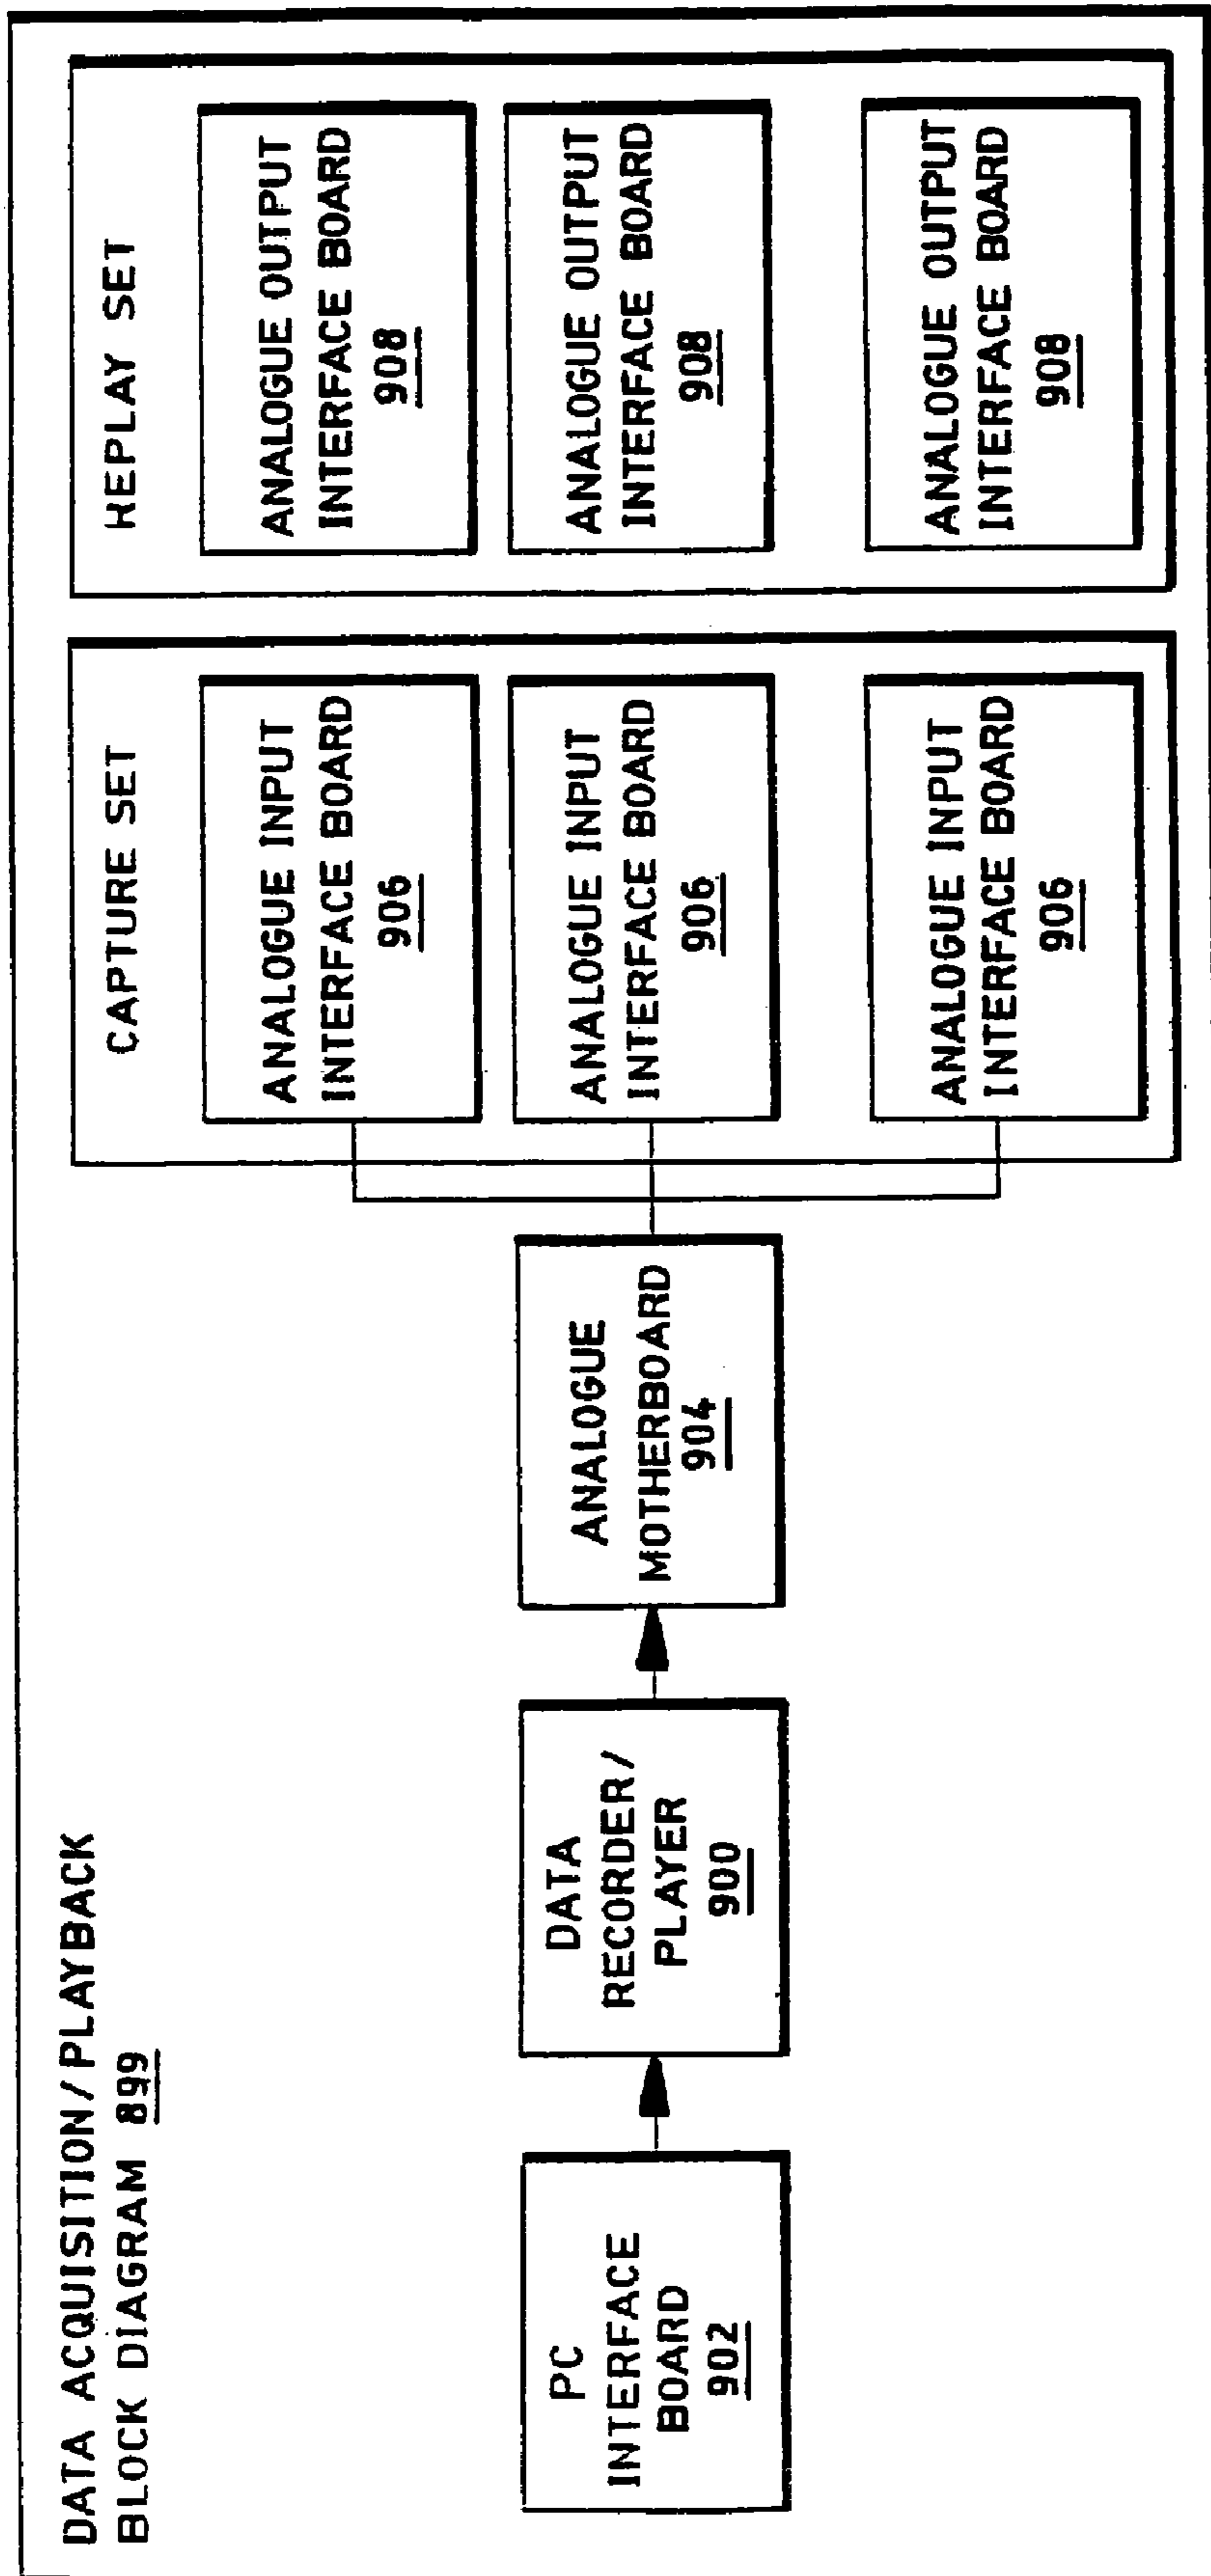 DATA ACQUISITION/PLAYBACK
BLOCK DIAGRAM 899
PC
INTERFACE
BOARD
902
DATA
RECORDER/
PLAYER
900
ANALOGUE
MOTHERBOARD
904
CAPTURE SET
ANALOGUE INPUT
INTERFACE BOARD
906
ANALOGUE INPUT
INTERFACE BOARD
906
ANALOGUE INPUT
INTERFACE BOARD
906
REPLAY SET
ANALOGUE OUTPUT
INTERFACE BOARD
908
ANALOGUE OUTPUT
INTERFACE BOARD
908
ANALOGUE OUTPUT
INTERFACE BOARD
908